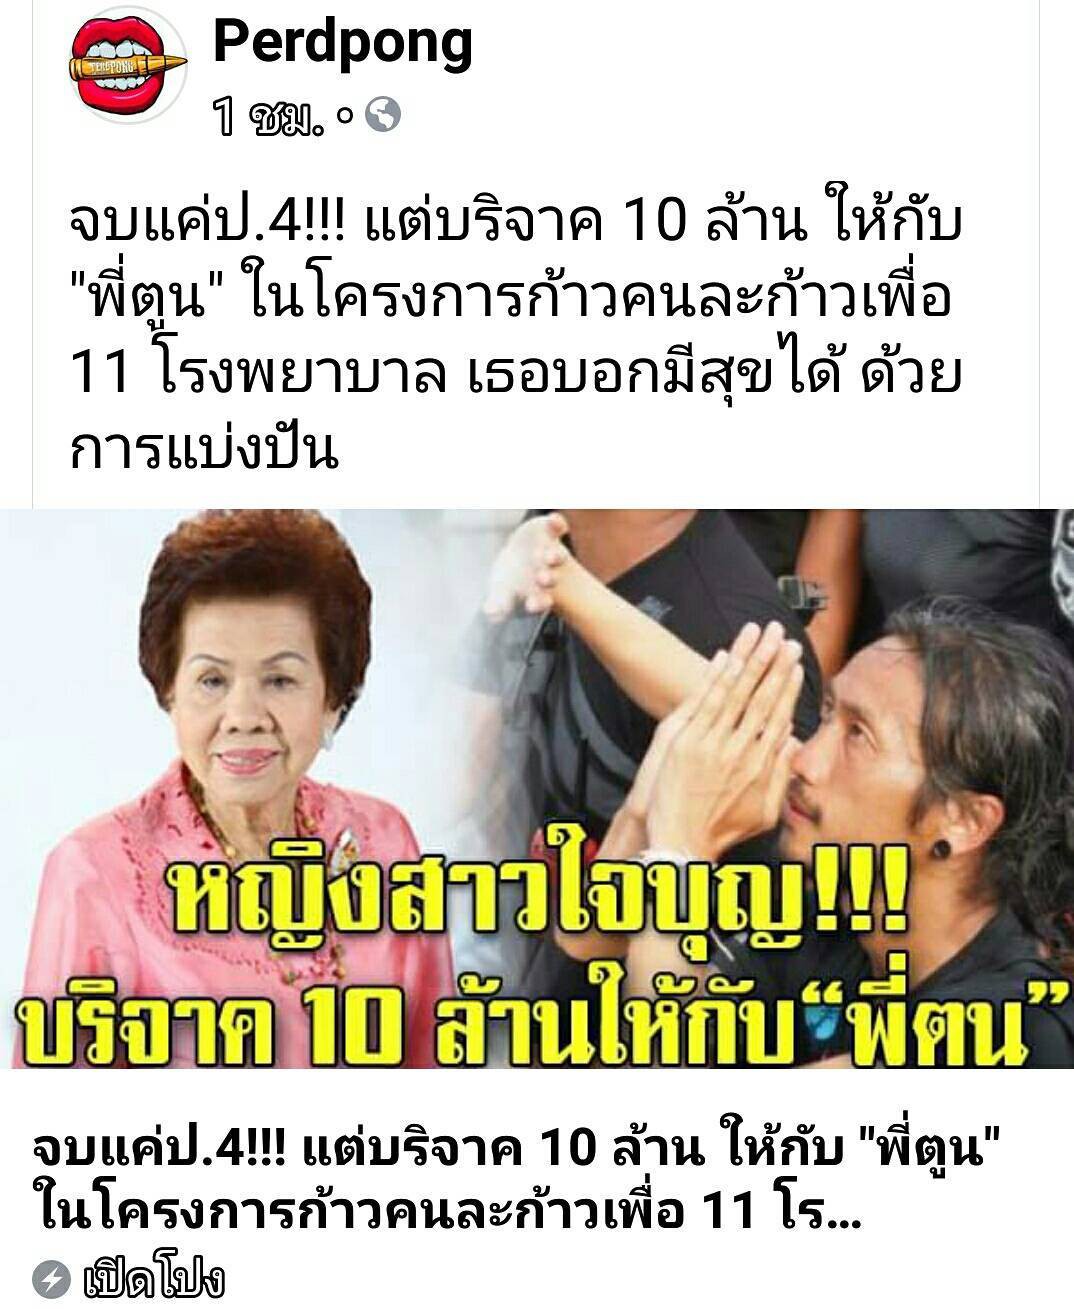 PERDPONG
Perdpong
1 ชม.
จบแค่ป.4!!! แต่บริจาค 10 ล้าน ให้กับ
"พี่ตูน" ในโครงการก้าวคนละก้าวเพื่อ
11 โรงพยาบาล เธอบอกมีสุขได้ ด้วย
การแบ่งปัน
หญิงสาวใจบุญ!!!
บริจาค 10 ล้านให้กับ“พี่ตูน”
จบแค่ป.4!!! แต่บริจาค 10 ล้าน ให้กับ "พี่ตูน"
ในโครงการก้าวคนละก้าวเพื่อ 11 โร...
เปิดโปง